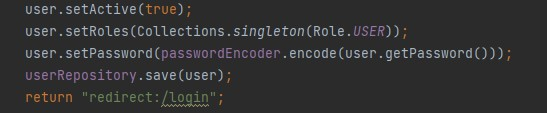 user.setActive(true);
user.setRoles(Collections.singleton(Role.USER));
user.setPassword(passwordEncoder.encode(user.getPassword()));
userRepository.save(user);
return "redirect:/login";